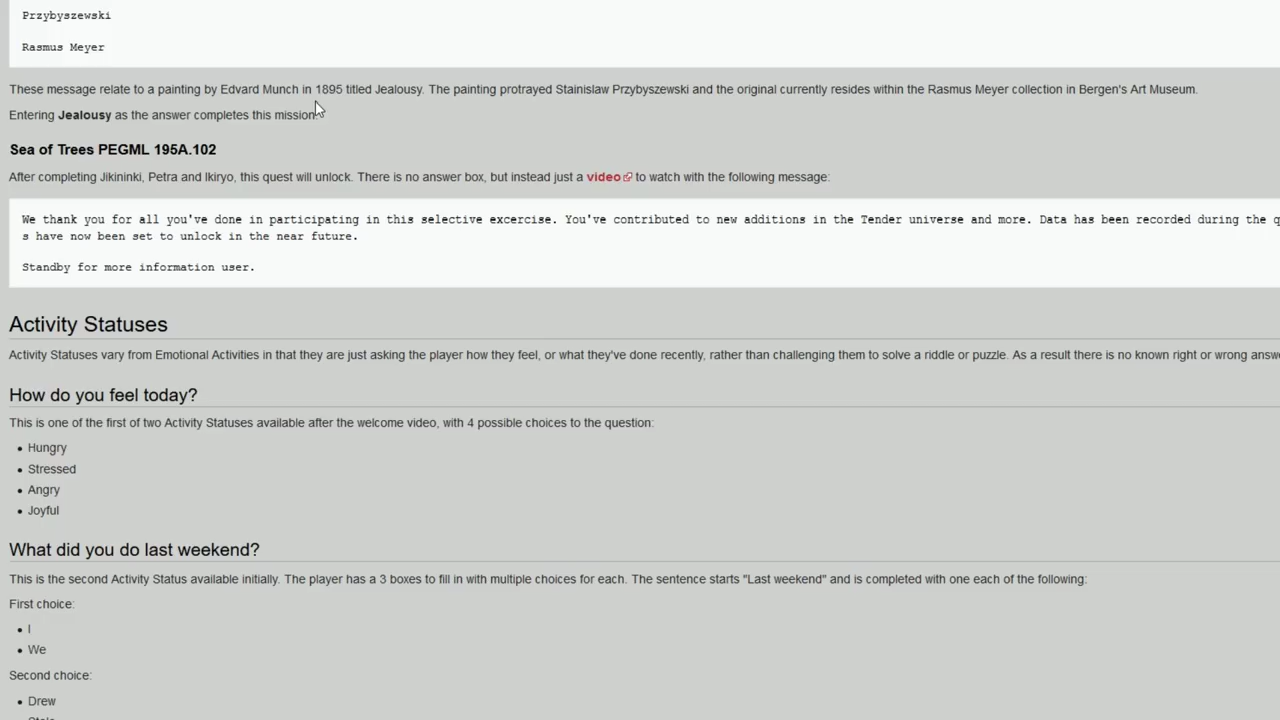 Przybyszewski
Rasmus Meyer
These message relate to a painting by Edvard Munch in 1895 titled Jealousy. The painting protrayed Stanislaw Przybyszewski and the original currently resides within the Rasmus Meyer collection in Bergen's Art Museum.
Entering Jealousy as the answer completes this mission
Sea of Trees PEGML 195A.102
After completing Jikininki, Petra and Ikiryo, this quest will unlock. There is no answer box, but instead just a video to watch with the following message:
We thank you for all you've done in participating in this selective excercise. You've contributed to new additions in the Tender universe and more. Data has been recorded during the q
s have now been set to unlock in the near future.
Standby for more information user.
Activity Statuses
Activity Statuses vary from Emotional Activities in that they are just asking the player how they feel, or what they've done recently, rather than challenging them to solve a riddle or puzzle. As a result there is no known right or wrong answ
How do you feel today?
This is one of the first of two Activity Statuses available after the welcome video, with 4 possible choices to the question:
Hungry
Stressed
Angry
Joyful
What did you do last weekend?
This is the second Activity Status available initially. The player has a 3 boxes to fill in with multiple choices for each. The sentence starts "Last weekend" and is completed with one each of the following:
First choice:
I
We
Second choice:
Drew